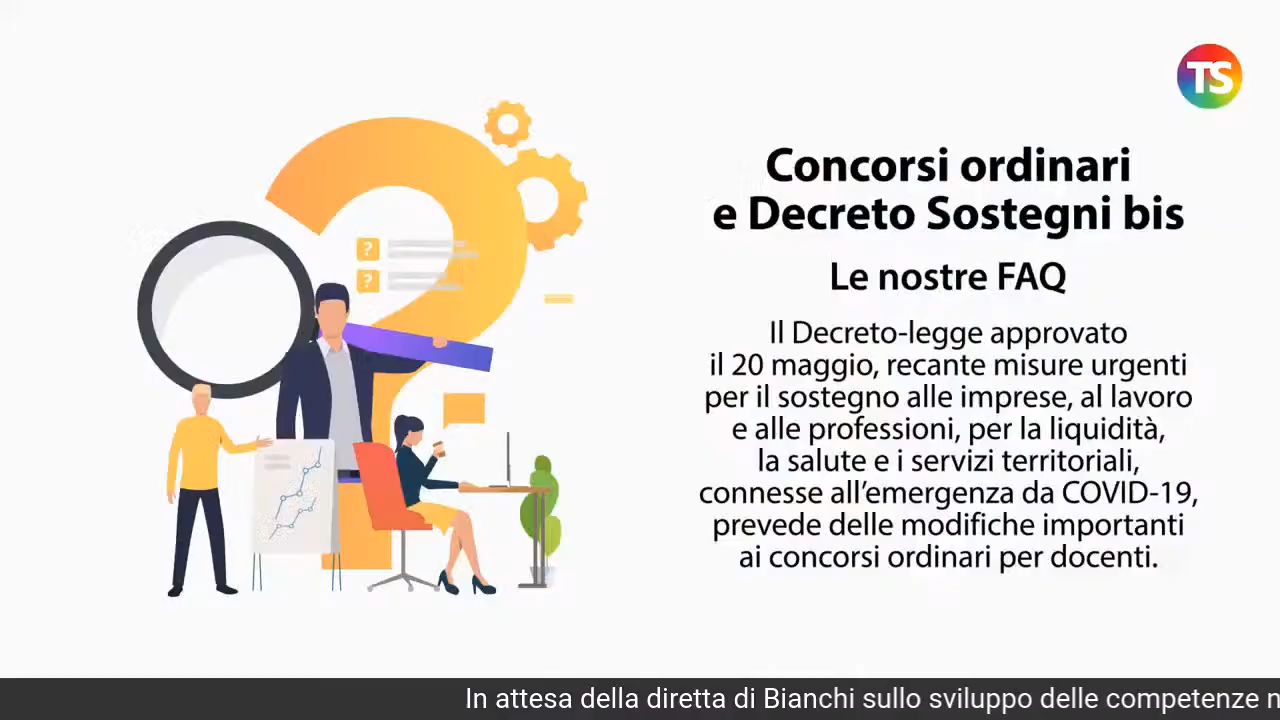 TS
Concorsi ordinari
e Decreto Sostegni bis
Le nostre FAQ
Il Decreto-legge approvato
il 20 maggio, recante misure urgenti
per il sostegno alle imprese, al lavoro
e alle professioni, per la liquidità,
la salute e i servizi territoriali,
connesse all’emergenza da COVID-19,
prevede delle modifiche importanti
ai concorsi ordinari per docenti.
?
?
In attesa della diretta di Bianchi sullo sviluppo delle competenze n